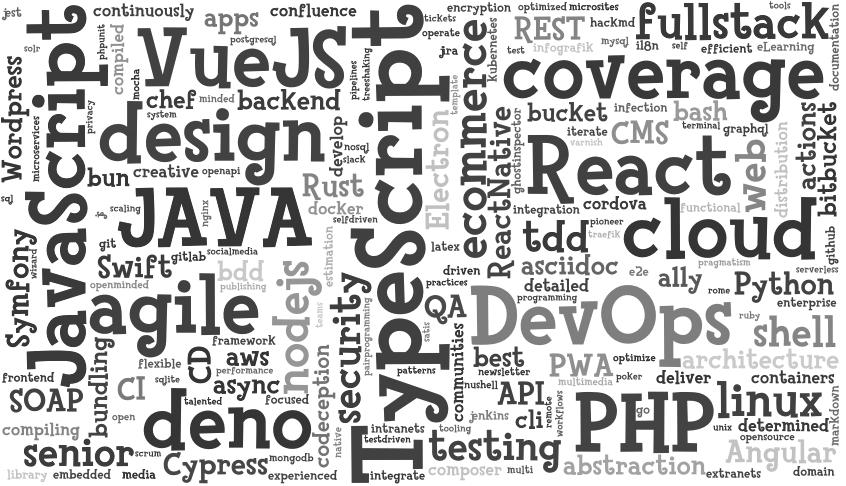 jest
continuously
apps
confluence
tickets
encryption
optimized
microsites
tools
solr
JavaScript
phpunit
compiled
VueJS
postgresql
pipelines
treeshaking
TypeScript
operate
jra
ecommerce
kubernetes
REST
hackmd
infografik
test
mysql
i18n
self
fullstack
efficient
eLearning
documentation
Wordpress
microservices
privacy
mocha
chef
minded
backend
system
design
develop
nosql
slack
template
Electron
coverage
bucket
infection
bash
iterate
varnish
CMS
terminal
graphql
ghostinspector
ReactNative
React
web
distribution
actions
bitbucket
bun
creative
openapi
Rust
docker
selfdriven
sql
scaling
JAVA
nginx
git
gitlab
socialmedia
latex
integration
cordova
pioneer
functional
tdd
traefik
cloud
github
Symfony
wizard
Swift
bdd
publishing
openminded
agile
nodejs
estimation
teams
security
pairprogramming
driven
practices
QA
satis
communities
asciidoc
detailed
programming
e2e
ally
rome
pragmatism
serverless
Python
enterprise
DevOps
ruby
shell
architecture
framework
CD
aws
performance
async
flexible
sqlite
CI
bundling
frontend
SOAP
open
talented
focused
patterns
best
newsletter
nushell
PWA
multimedia
optimize
poker
deliver
containers
API
cli
remote
workflows
PHP
go
linux
unix
determined
opensource
markdown
compiling
deno
codeception
native
intranets
testdriven
tooling
jenkins
testing
senior
scrum
Cypress
mongodb
library
embedded
media
experienced
integrate
composer
multi
abstraction
extranets
Angular
domain